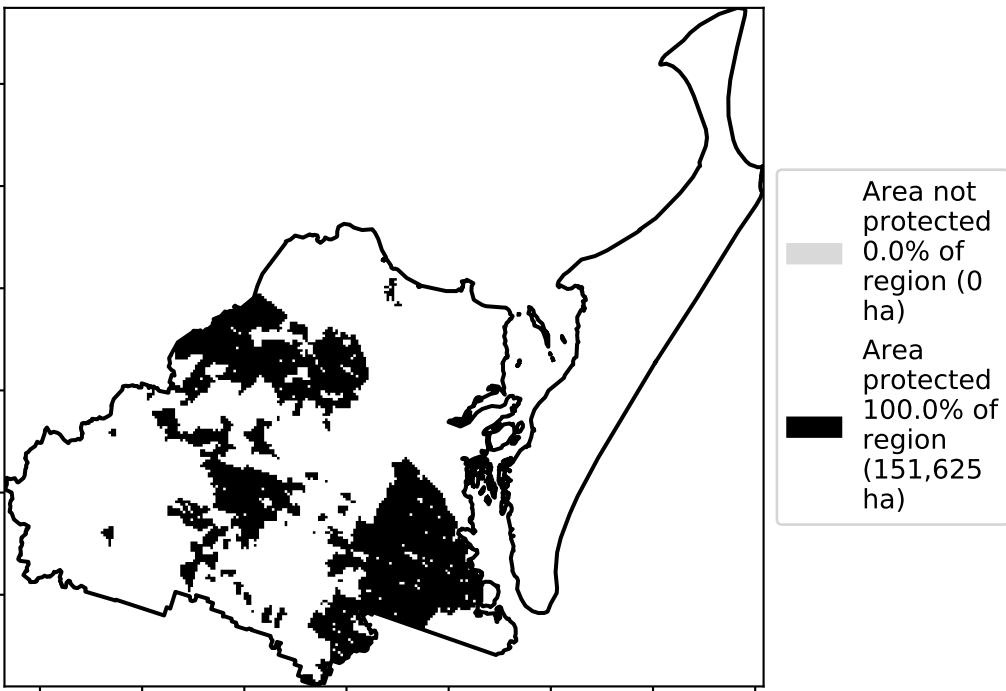 Area not
protected
0.0% of
region (0
ha)
Area
protected
100.0% of
region
(151,625
ha)